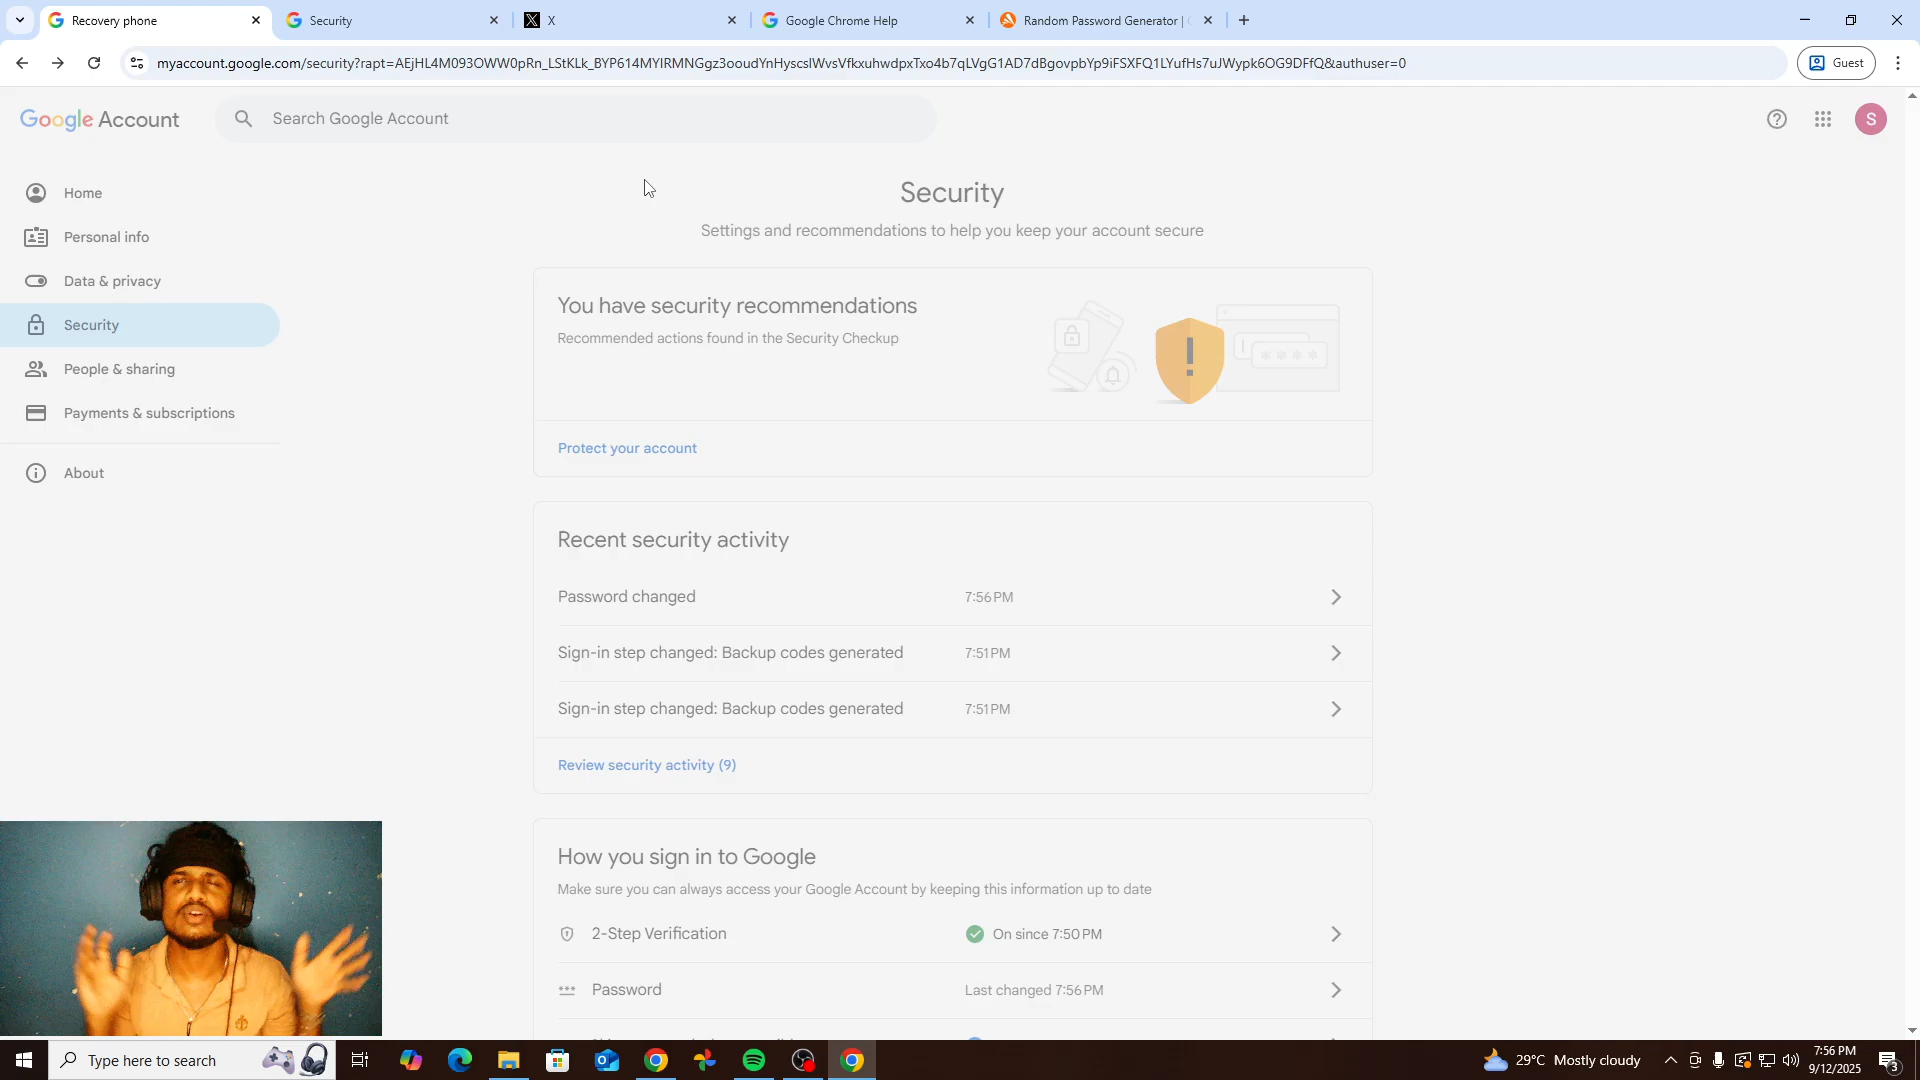 Recovery phone
Security
X
Google Chrome Help
Random Password Generator |
myaccount.google.com/security?rapt=AEjHL4M093OWW0pRn_LStKLk_BYP614MYIRMNGgz3ooudYnHyscsIWvsVfkxuhwdpxTxo4b7qLVgG1AD7dBgovpbYp9iFSXFQ1LYufHs7uJWypk6OG9DFfQ&authuser=0
Guest
Google Account
Search Google Account
S
Home
Personal info
Data & privacy
Security
People & sharing
Payments & subscriptions
About
Security
Settings and recommendations to help you keep your account secure
You have security recommendations
Recommended actions found in the Security Checkup
Protect your account
Recent security activity
Password changed 7:56 PM
Sign-in step changed: Backup codes generated 7:51 PM
Sign-in step changed: Backup codes generated 7:51 PM
Review security activity (9)
How you sign in to Google
Make sure you can always access your Google Account by keeping this information up to date
2-Step Verification On since 7:50 PM
Password Last changed 7:56 PM
Type here to search
29°C Mostly cloudy
7:56 PM
9/12/2025
3